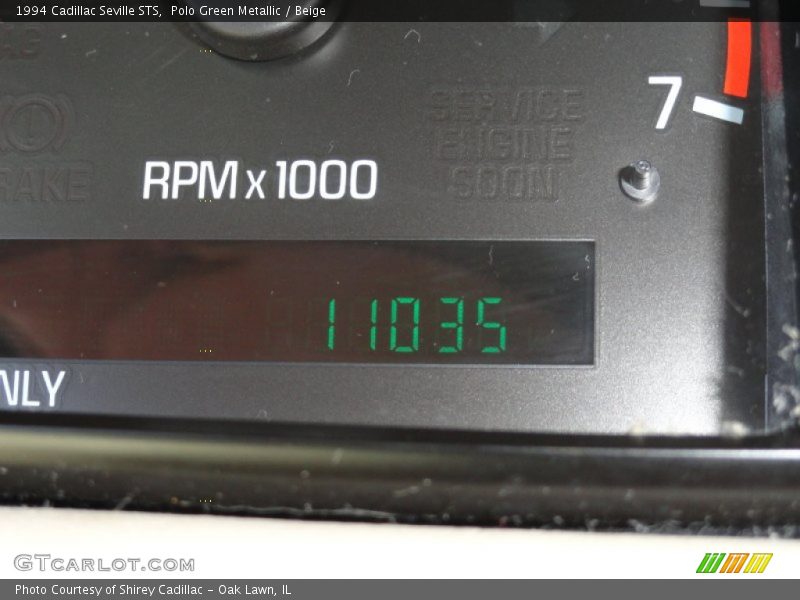 1994 Cadillac Seville STS,  Polo Green Metallic / Beige
7
SERVICE
ENGINE
SOON
RPM x 1000
11035
GTCARLOT.COM
Photo Courtesy of Shirey Cadillac - Oak Lawn, IL